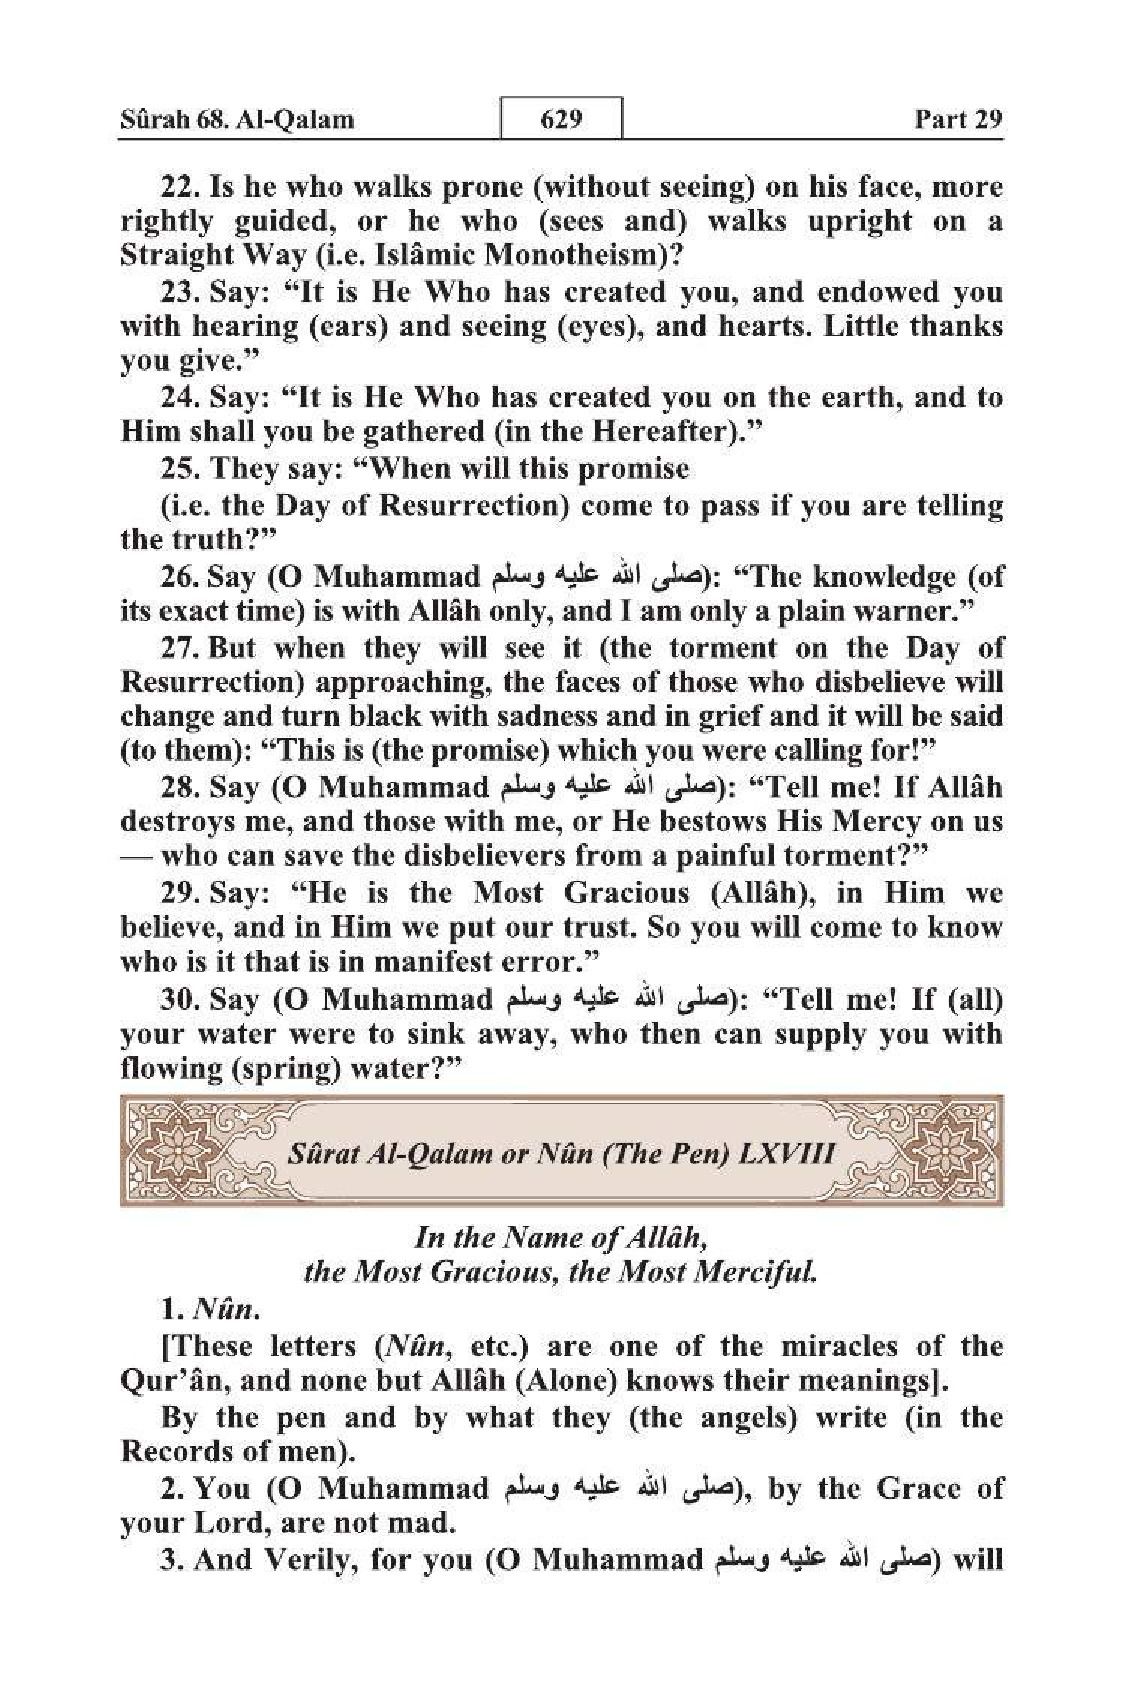 Sûrah 68. Al-Qalam 629 Part 29
22. Is he who walks prone (without seeing) on his face, more
rightly guided, or he who (sees and) walks upright on a
Straight Way (i.e. Islâmic Monotheism)?
23. Say: “It is He Who has created you, and endowed you
with hearing (ears) and seeing (eyes), and hearts. Little thanks
you give.”
24. Say: “It is He Who has created you on the earth, and to
Him shall you be gathered (in the Hereafter).”
25. They say: “When will this promise
(i.e. the Day of Resurrection) come to pass if you are telling
the truth?”
26. Say (O Muhammad صلى الله عليه وسلم): “The knowledge (of
its exact time) is with Allâh only, and I am only a plain warner.”
27. But when they will see it (the torment on the Day of
Resurrection) approaching, the faces of those who disbelieve will
change and turn black with sadness and in grief and it will be said
(to them): “This is (the promise) which you were calling for!”
28. Say (O Muhammad صلى الله عليه وسلم): “Tell me! If Allâh
destroys me, and those with me, or He bestows His Mercy on us
— who can save the disbelievers from a painful torment?”
29. Say: “He is the Most Gracious (Allâh), in Him we
believe, and in Him we put our trust. So you will come to know
who is it that is in manifest error.”
30. Say (O Muhammad صلى الله عليه وسلم): “Tell me! If (all)
your water were to sink away, who then can supply you with
flowing (spring) water?”
Sûrat Al-Qalam or Nûn (The Pen) LXVIII
In the Name of Allâh,
the Most Gracious, the Most Merciful.
1. Nûn.
[These letters (Nûn, etc.) are one of the miracles of the
Qur’ân, and none but Allâh (Alone) knows their meanings].
By the pen and by what they (the angels) write (in the
Records of men).
2. You (O Muhammad صلى الله عليه وسلم), by the Grace of
your Lord, are not mad.
3. And Verily, for you (O Muhammad صلى الله عليه وسلم) will